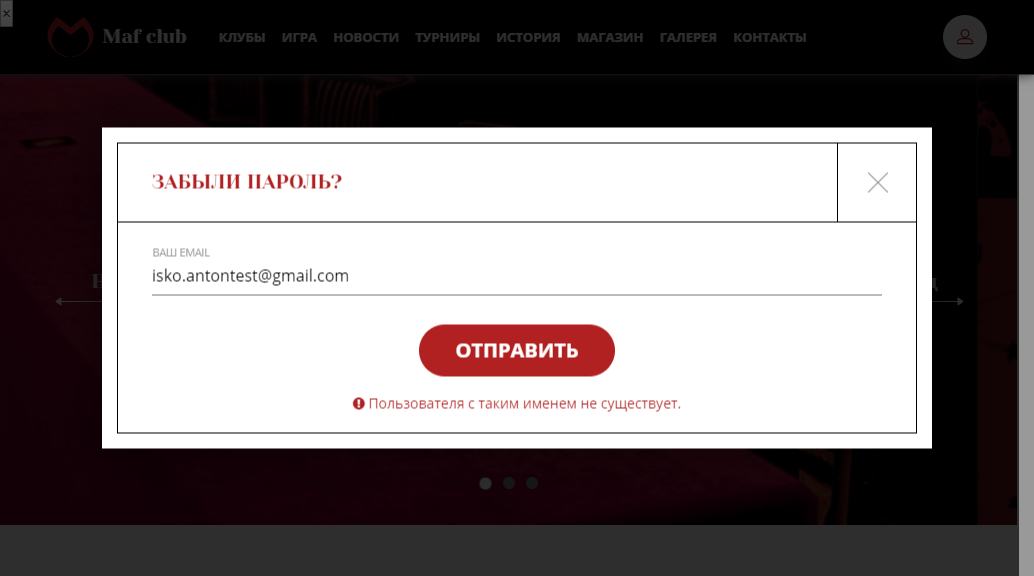 Maf club
КЛУБЫ ИГРА НОВОСТИ ТУРНИРЫ ИСТОРИЯ МАГАЗИН ГАЛЕРЕЯ КОНТАКТЫ
ЗАБЫЛИ ПАРОЛЬ?
ВАШ EMAIL
isko.antontest@gmail.com
ОТПРАВИТЬ
Пользователя с таким именем не существует.